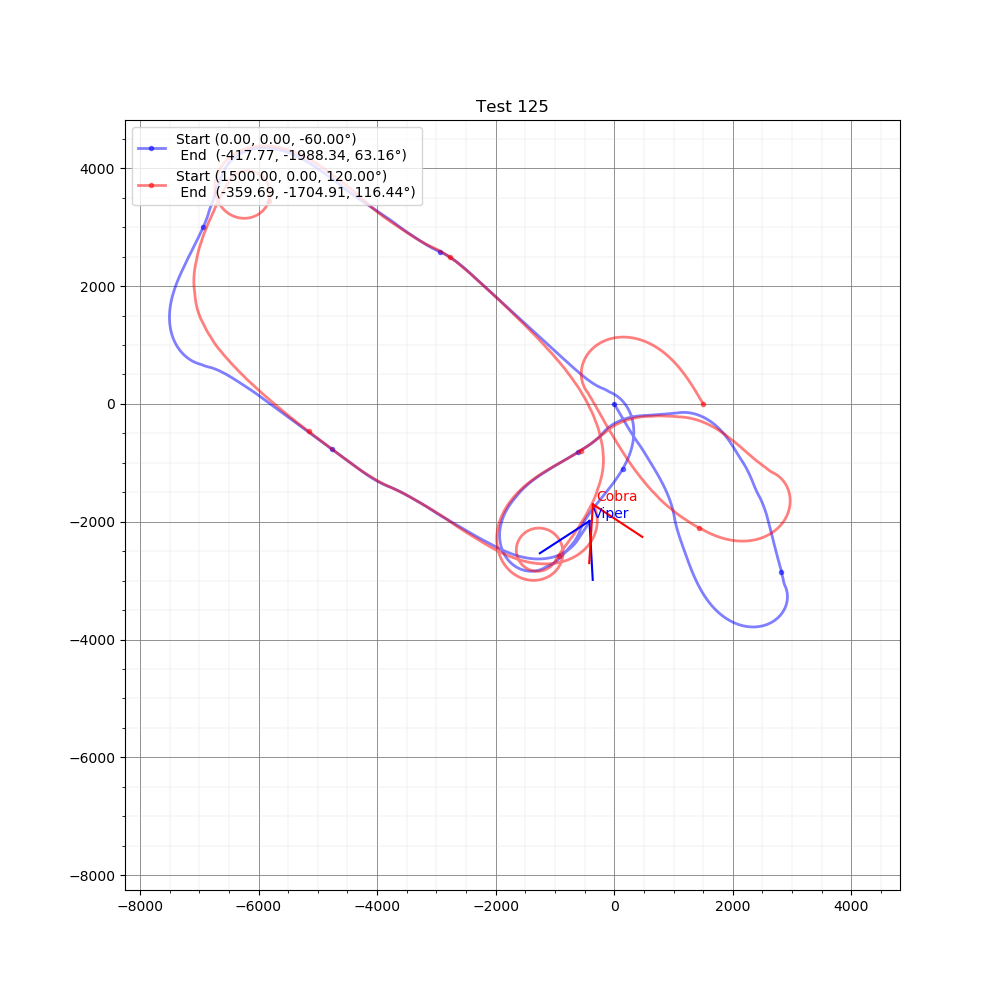 Test 125
Start (0.00, 0.00, -60.00°)
End (-417.77, -1988.34, 63.16°)
Start (1500.00, 0.00, 120.00°)
End (-359.69, -1704.91, 116.44°)
4000
2000
0
−2000
−4000
−6000
−8000
Cobra
Viper
−8000 −6000 −4000 −2000 0 2000 4000